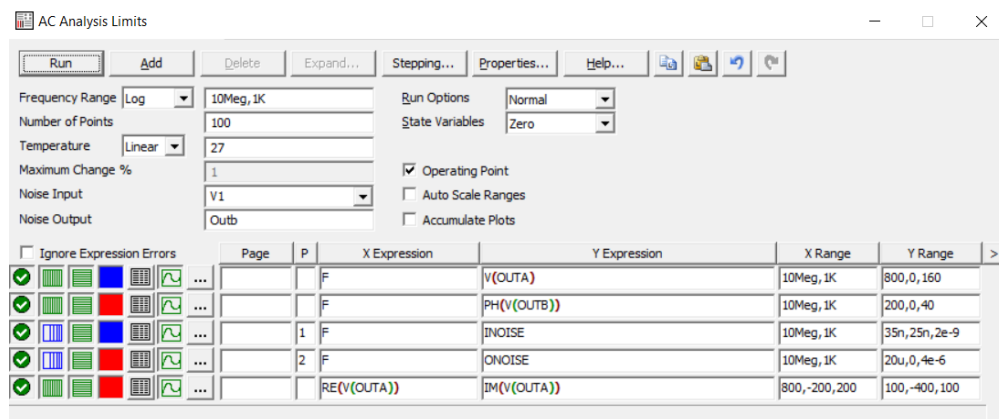 AC Analysis Limits
Run Add Delete Expand... Stepping... Properties... Help...
Frequency Range Log 10Meg,1K Run Options Normal
Number of Points 100 State Variables Zero
Temperature Linear 27
Maximum Change % 1 Operating Point
Noise Input V1 Auto Scale Ranges
Noise Output Outb Accumulate Plots
Ignore Expression Errors Page P X Expression Y Expression X Range Y Range >
... F V(OUTA) 10Meg,1K 800,0,160
... F PH(V(OUTB)) 10Meg,1K 200,0,40
... 1 F INOISE 10Meg,1K 35n,25n,2e-9
... 2 F ONOISE 10Meg,1K 20u,0,4e-6
... RE(V(OUTA)) IM(V(OUTA)) 800,-200,200 100,-400,100